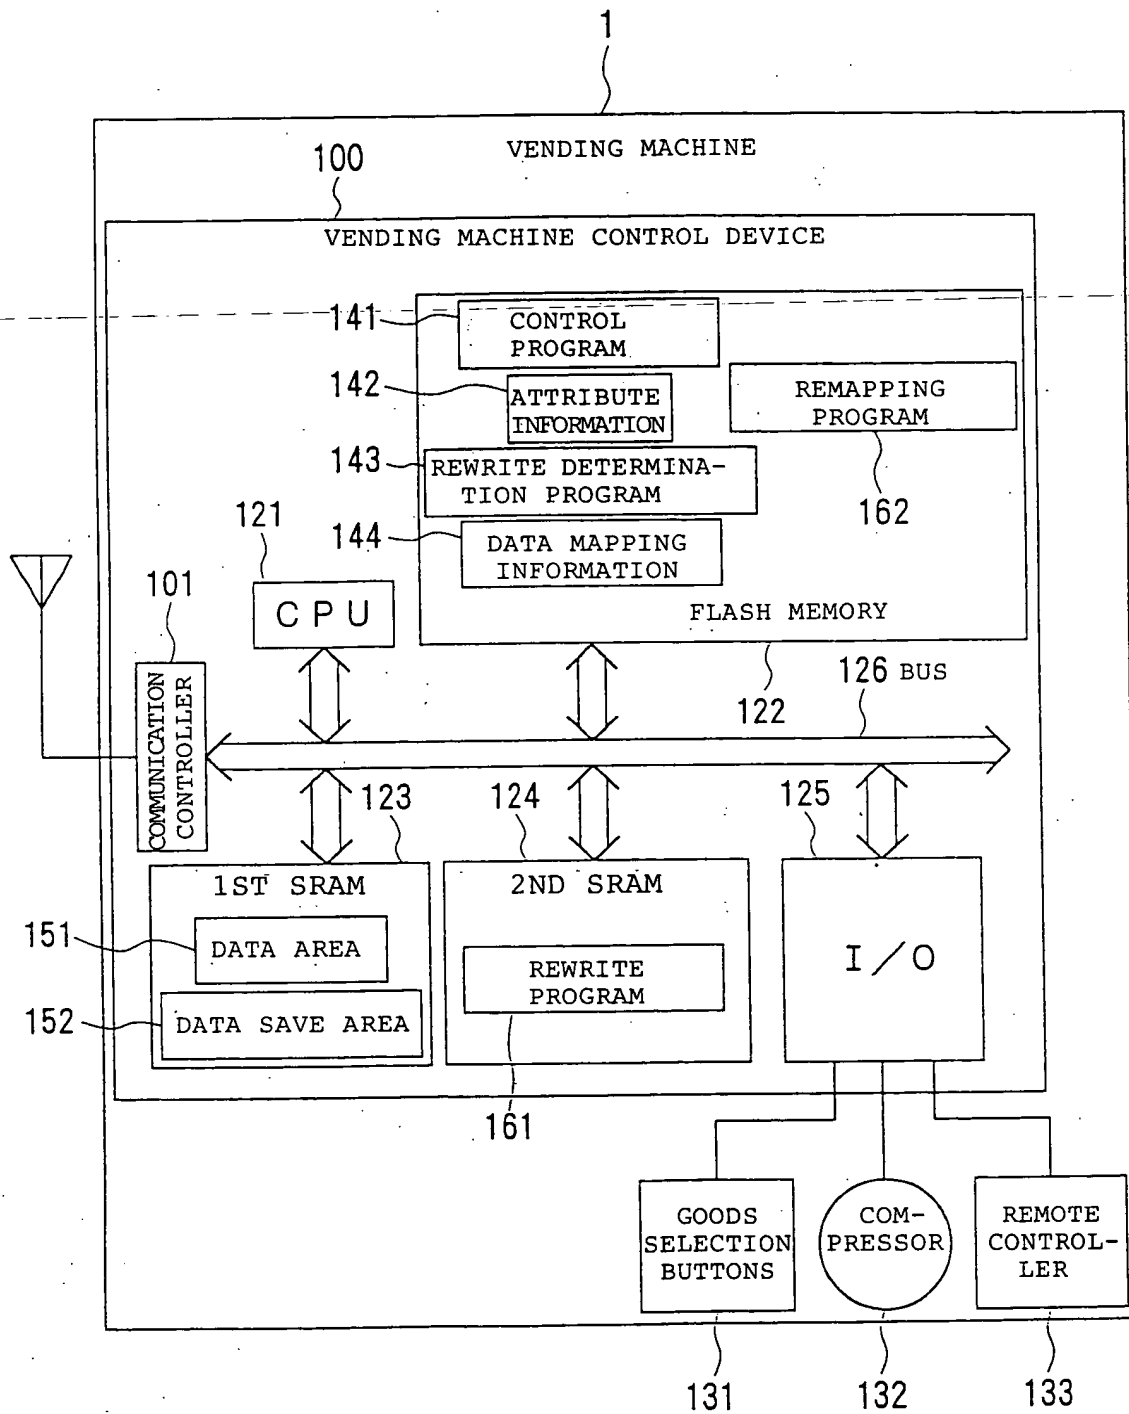 1
VENDING MACHINE
100
VENDING MACHINE CONTROL DEVICE
141
CONTROL
PROGRAM
142
ATTRIBUTE
INFORMATION
REMAPPING
PROGRAM
162
143
REWRITE DETERMINA-
TION PROGRAM
144
DATA MAPPING
INFORMATION
FLASH MEMORY
122
121
CPU
101
COMMUNICATION
CONTROLLER
126 BUS
123
1ST SRAM
151
DATA AREA
152
DATA SAVE AREA
124
2ND SRAM
REWRITE
PROGRAM
161
125
I/O
GOODS
SELECTION
BUTTONS
131
COM-
PRESSOR
132
REMOTE
CONTROL-
LER
133